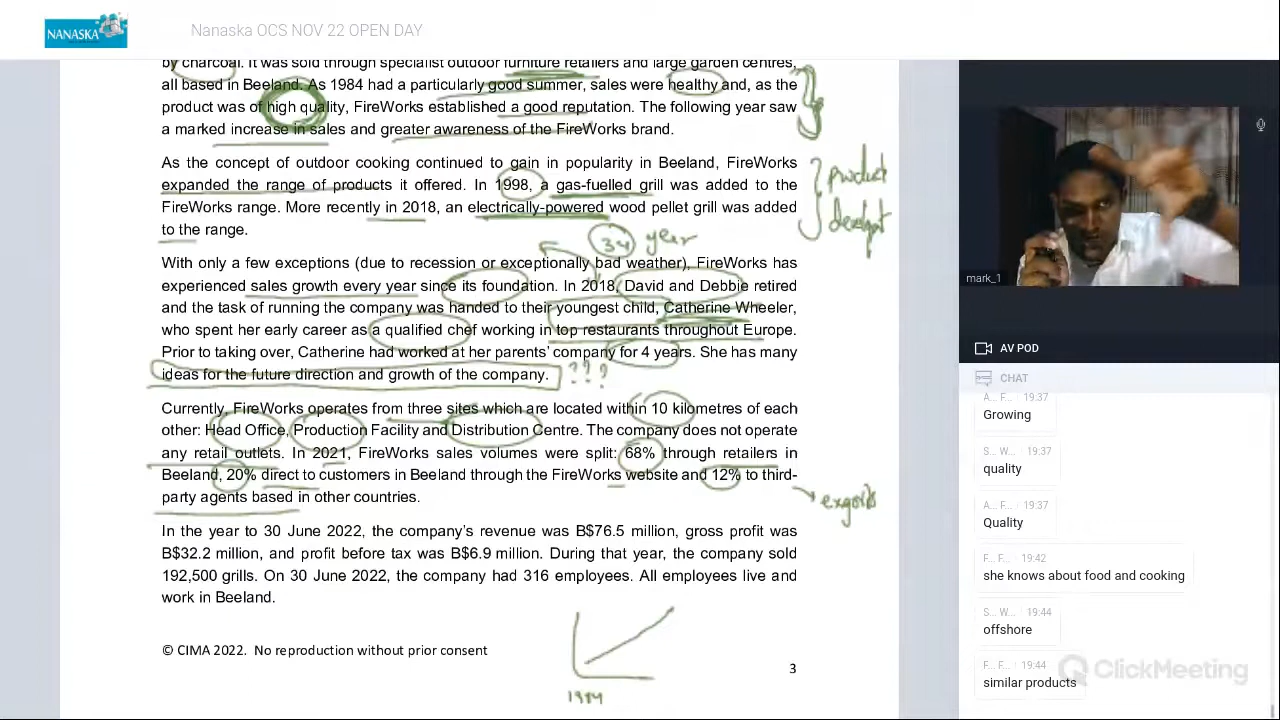 NANASKA
Nanaska OCS NOV 22 OPEN DAY
by charcoal. It was sold through specialist outdoor furniture retailers and large garden centres,
all based in Beeland. As 1984 had a particularly good summer, sales were healthy and, as the
product was of high quality, FireWorks established a good reputation. The following year saw
a marked increase in sales and greater awareness of the FireWorks brand.
As the concept of outdoor cooking continued to gain in popularity in Beeland, FireWorks
expanded the range of products it offered. In 1998, a gas-fuelled grill was added to the
FireWorks range. More recently in 2018, an electrically-powered wood pellet grill was added
to the range.
product
34 year
With only a few exceptions (due to recession or exceptionally bad weather), FireWorks has
experienced sales growth every year since its foundation. In 2018, David and Debbie retired
and the task of running the company was handed to their youngest child, Catherine Wheeler,
who spent her early career as a qualified chef working in top restaurants throughout Europe.
Prior to taking over, Catherine had worked at her parents' company for 4 years. She has many
ideas for the future direction and growth of the company. ???
Currently, FireWorks operates from three sites which are located within 10 kilometres of each
other: Head Office, Production Facility and Distribution Centre. The company does not operate
any retail outlets. In 2021, FireWorks sales volumes were split: 68% through retailers in
Beeland, 20% direct to customers in Beeland through the FireWorks website and 12% to third-
party agents based in other countries.
exports
In the year to 30 June 2022, the company's revenue was B$76.5 million, gross profit was
B$32.2 million, and profit before tax was B$6.9 million. During that year, the company sold
192,500 grills. On 30 June 2022, the company had 316 employees. All employees live and
work in Beeland.
© CIMA 2022. No reproduction without prior consent
3
1984
mark_1
AV POD
CHAT
A... F... 19:37
Growing
S... W... 19:37
quality
A... F... 19:37
Quality
F... F... 19:42
she knows about food and cooking
S... W... 19:44
offshore
F... F... 19:44
similar products
ClickMeeting